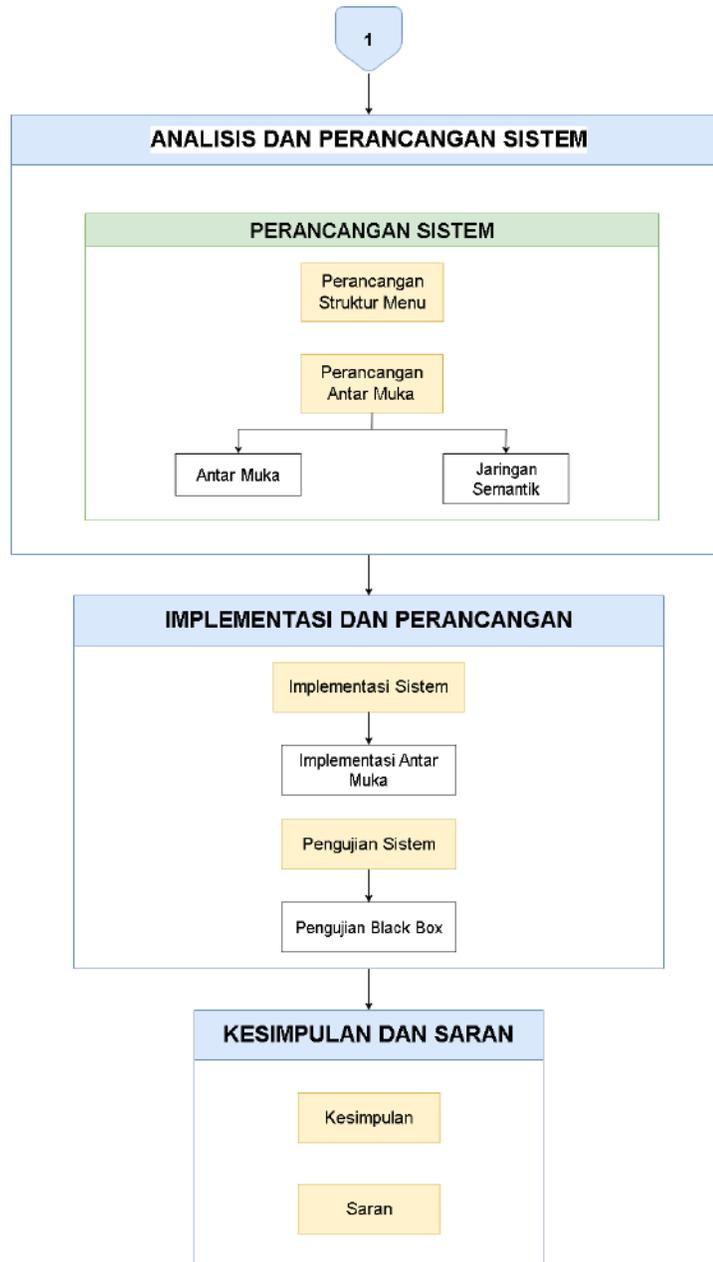 1
ANALISIS DAN PERANCANGAN SISTEM
PERANCANGAN SISTEM
Perancangan
Struktur Menu
Perancangan
Antar Muka
Antar Muka
Jaringan
Semantik
IMPLEMENTASI DAN PERANCANGAN
Implementasi Sistem
Implementasi Antar
Muka
Pengujian Sistem
Pengujian Black Box
KESIMPULAN DAN SARAN
Kesimpulan
Saran